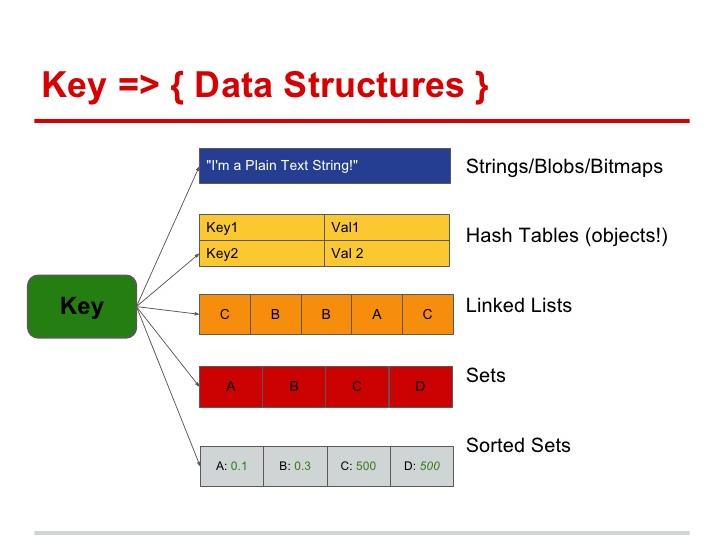 Key => { Data Structures }
"I'm a Plain Text String!" Strings/Blobs/Bitmaps
Key1 Val1
Key2 Val 2
Hash Tables (objects!)
Key
C B B A C
Linked Lists
A B C D
Sets
A: 0.1 B: 0.3 C: 500 D: 500
Sorted Sets